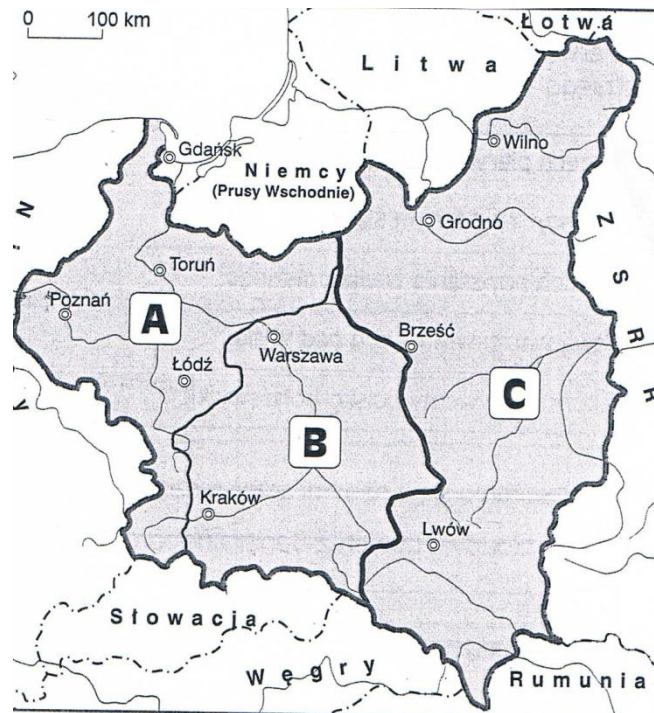 0 100 km
Łotwa
Litwa
Wilno
Gdańsk
Niemcy
(Prusy Wschodnie)
Grodno
N
ZSRR
Toruń
Poznań
A
Warszawa
Brześć
Łódź
C
B
Kraków
Lwów
Słowacja
Węgry
Rumunia